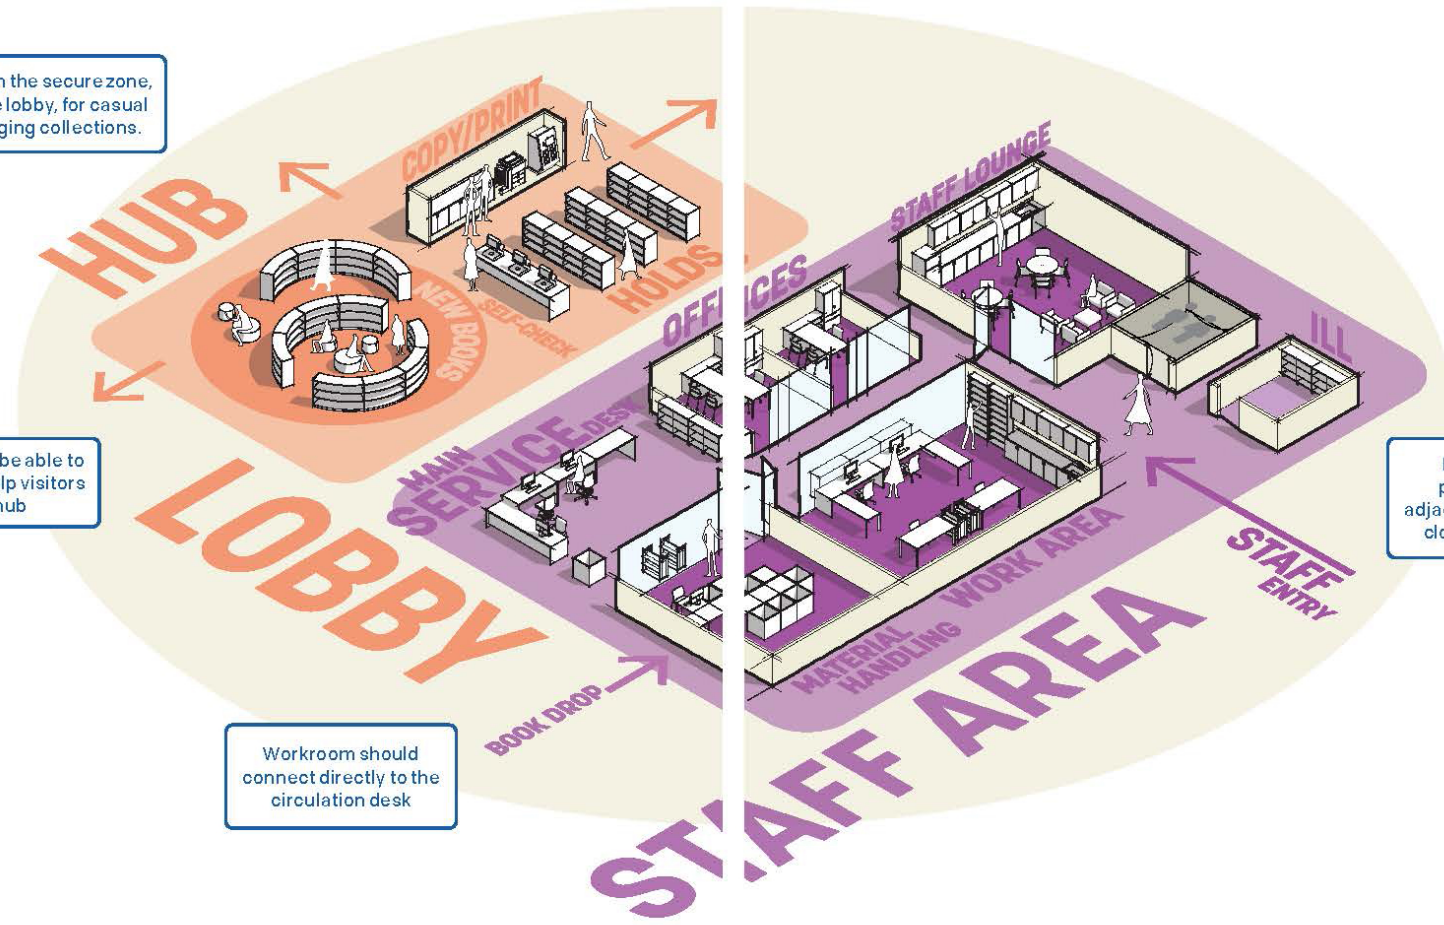 the secure zone,
lobby, for casual
collections.
COPY/PRINT
HUB
NEW BOOKS
SELF-CHECK
HOLDS
STAFF LOUNGE
OFFICES
ILL
MAIN
SERVICE DESK
LOBBY
be able to
visitors
hub
WORK AREA
STAFF
ENTRY
MATERIAL
HANDLING
BOOK DROP
STAFF AREA
Workroom should
connect directly to the
circulation desk